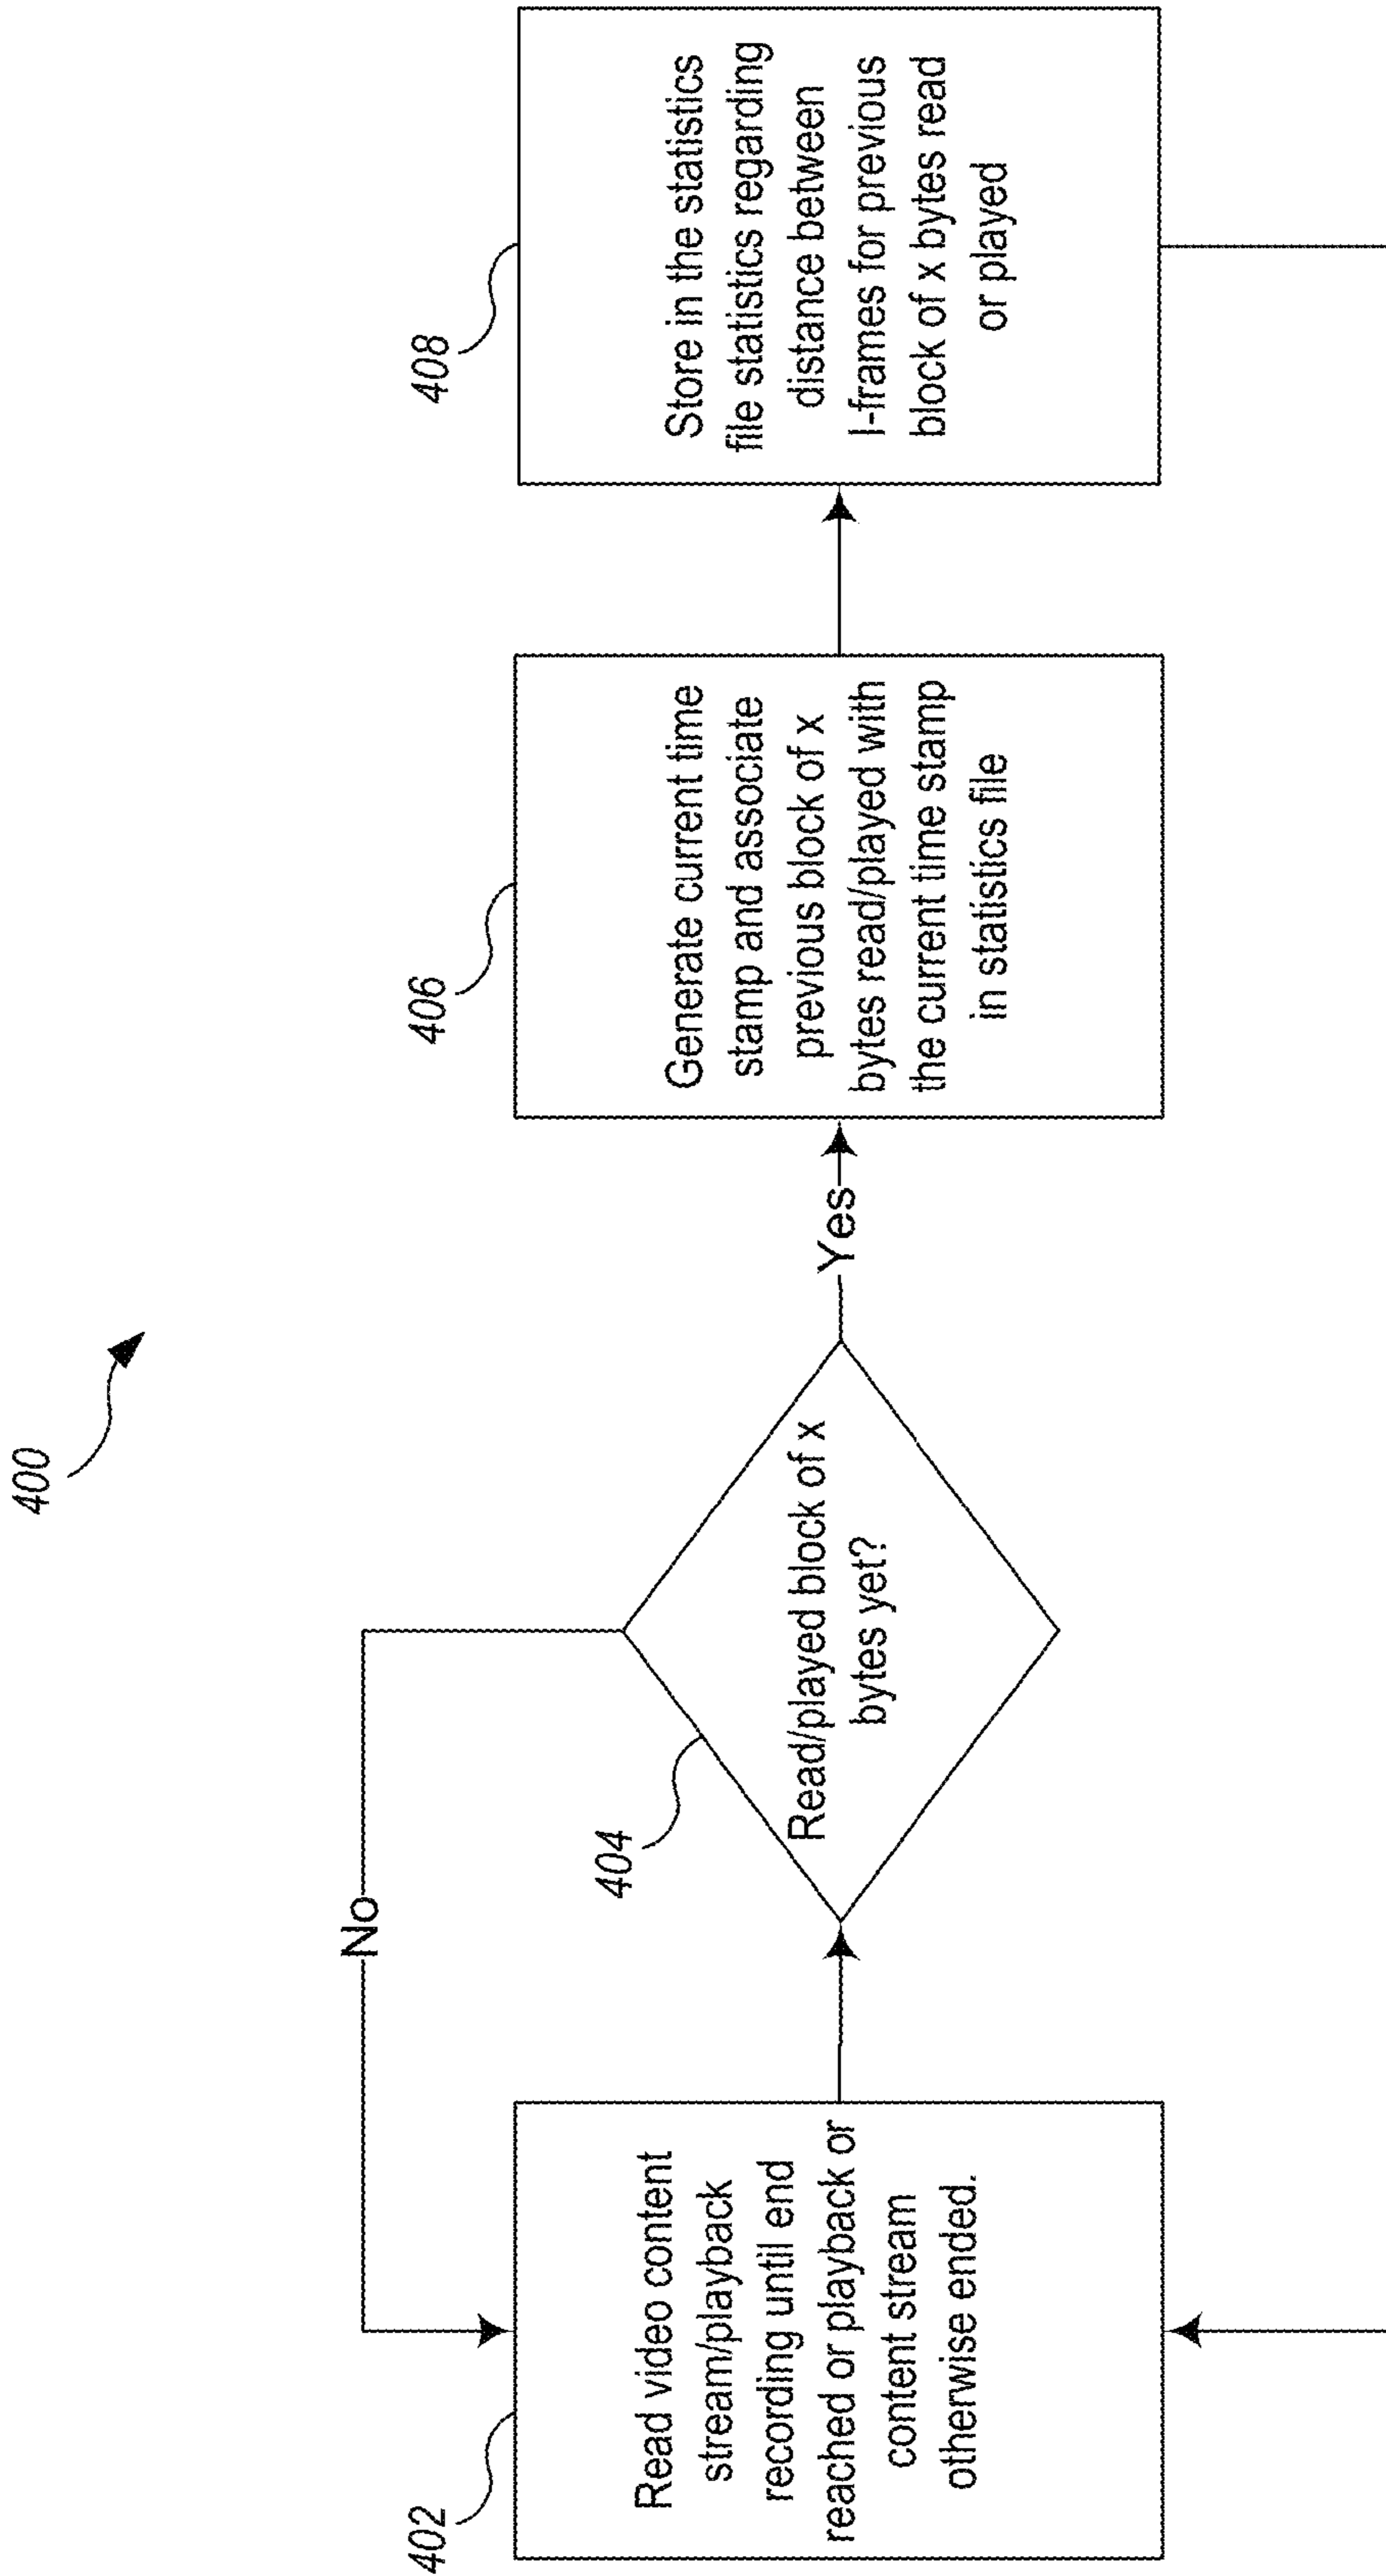 400
No
402
Read video content
stream/playback
recording until end
reached or playback or
content stream
otherwise ended.
404
Read/played block of x
bytes yet?
Yes
406
Generate current time
stamp and associate
previous block of x
bytes read/played with
the current time stamp
in statistics file
408
Store in the statistics
file statistics regarding
distance between
I-frames for previous
block of x bytes read
or played